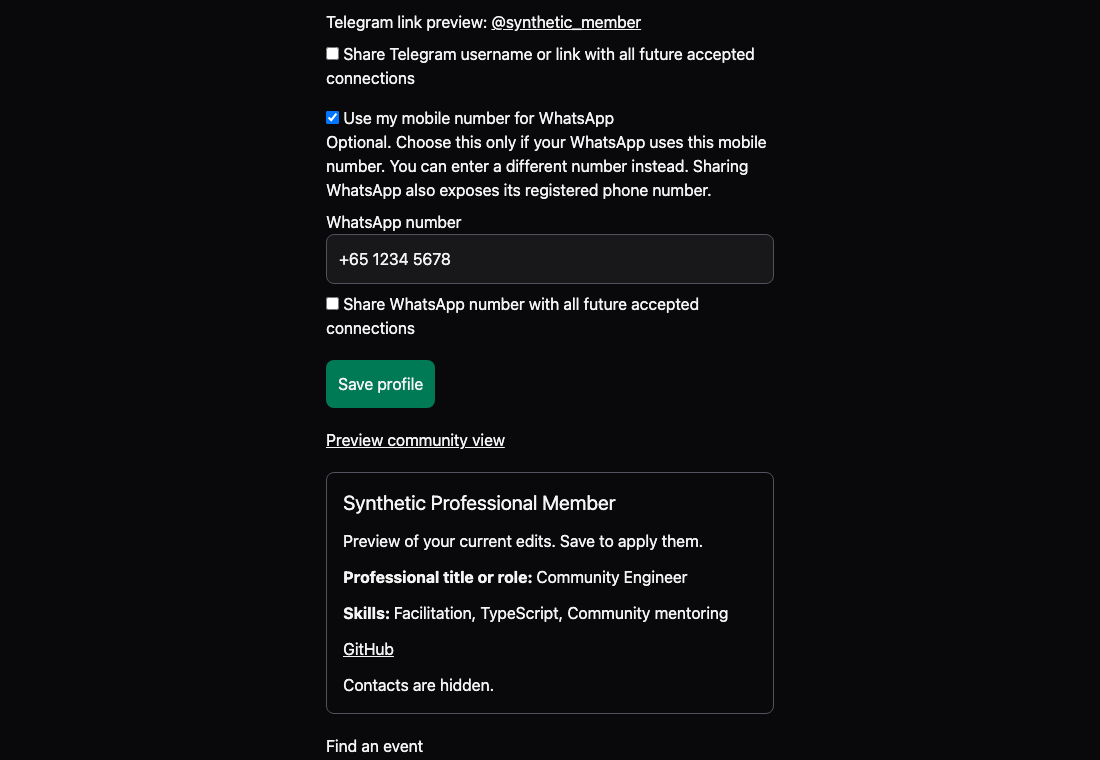 Telegram link preview: @synthetic_member
Share Telegram username or link with all future accepted
connections
Use my mobile number for WhatsApp
Optional. Choose this only if your WhatsApp uses this mobile
number. You can enter a different number instead. Sharing
WhatsApp also exposes its registered phone number.
WhatsApp number
+65 1234 5678
Share WhatsApp number with all future accepted
connections
Save profile
Preview community view
Synthetic Professional Member
Preview of your current edits. Save to apply them.
Professional title or role: Community Engineer
Skills: Facilitation, TypeScript, Community mentoring
GitHub
Contacts are hidden.
Find an event